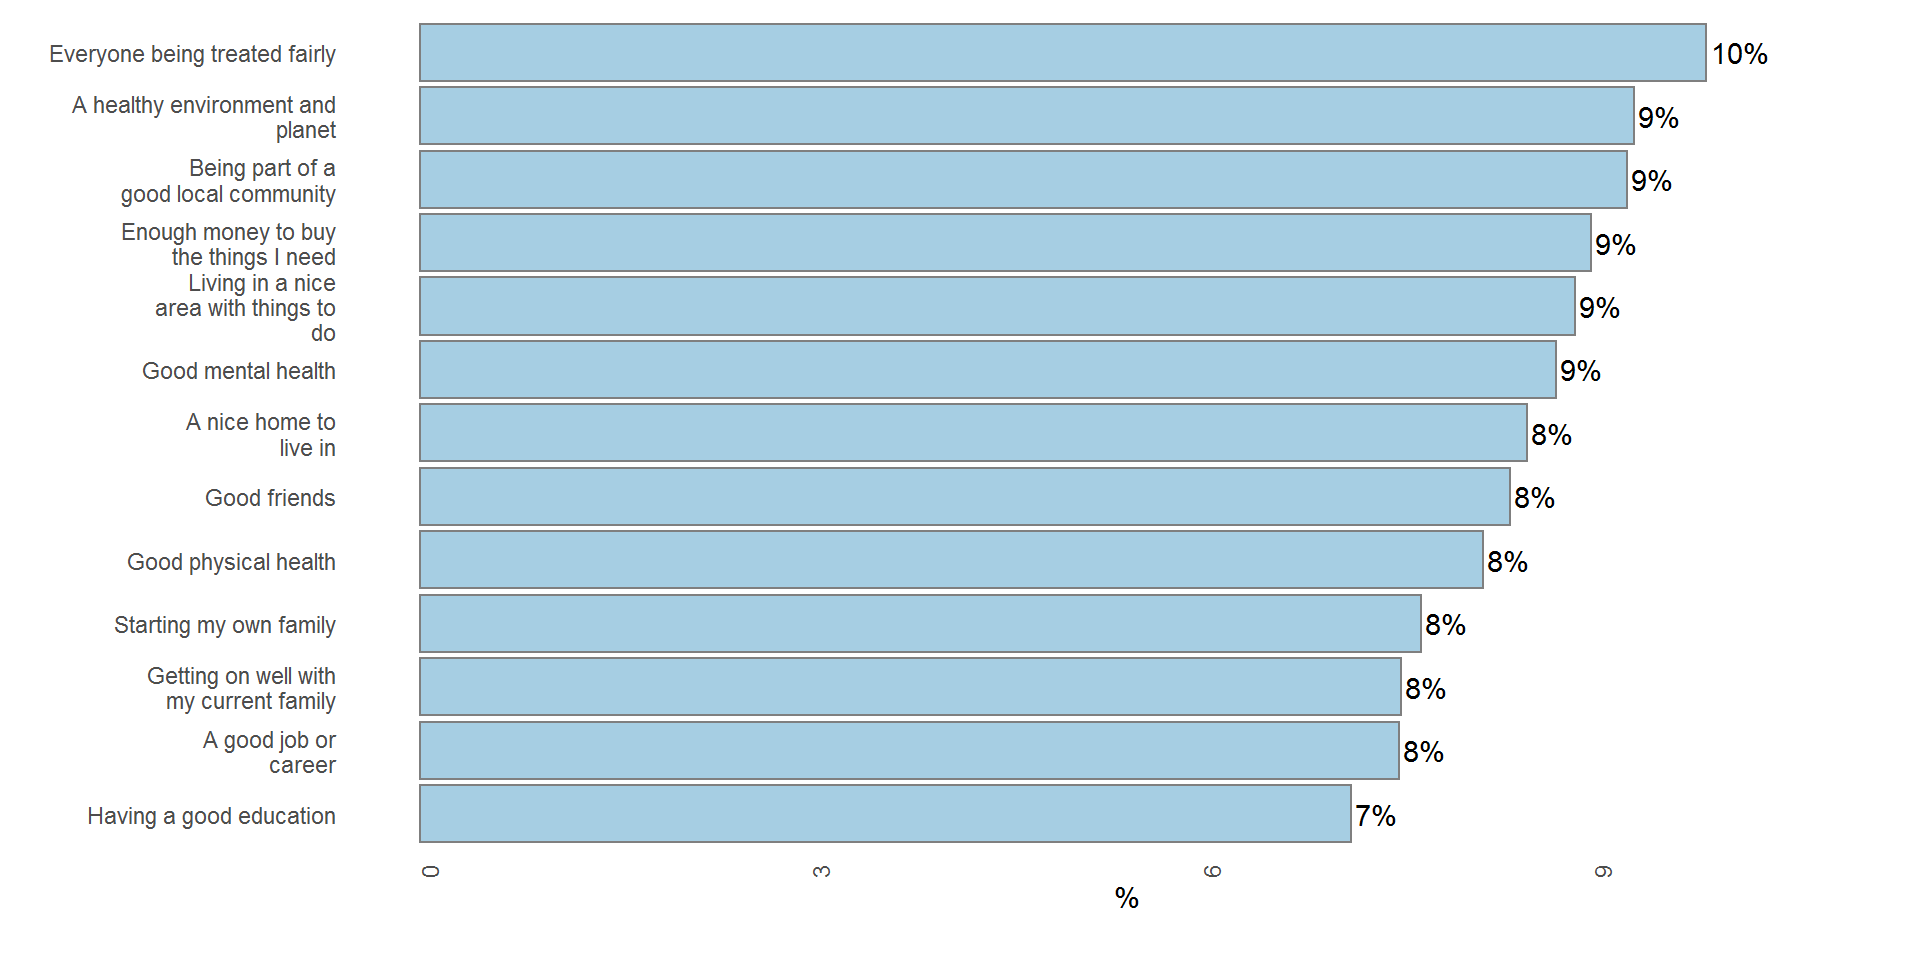 Everyone being treated fairly
10%
A healthy environment and
planet
9%
Being part of a
good local community
9%
Enough money to buy
the things I need
9%
Living in a nice
area with things to
do
9%
Good mental health
9%
A nice home to
live in
8%
Good friends
8%
Good physical health
8%
Starting my own family
8%
Getting on well with
my current family
8%
A good job or
career
8%
Having a good education
7%
0
3
6
9
%